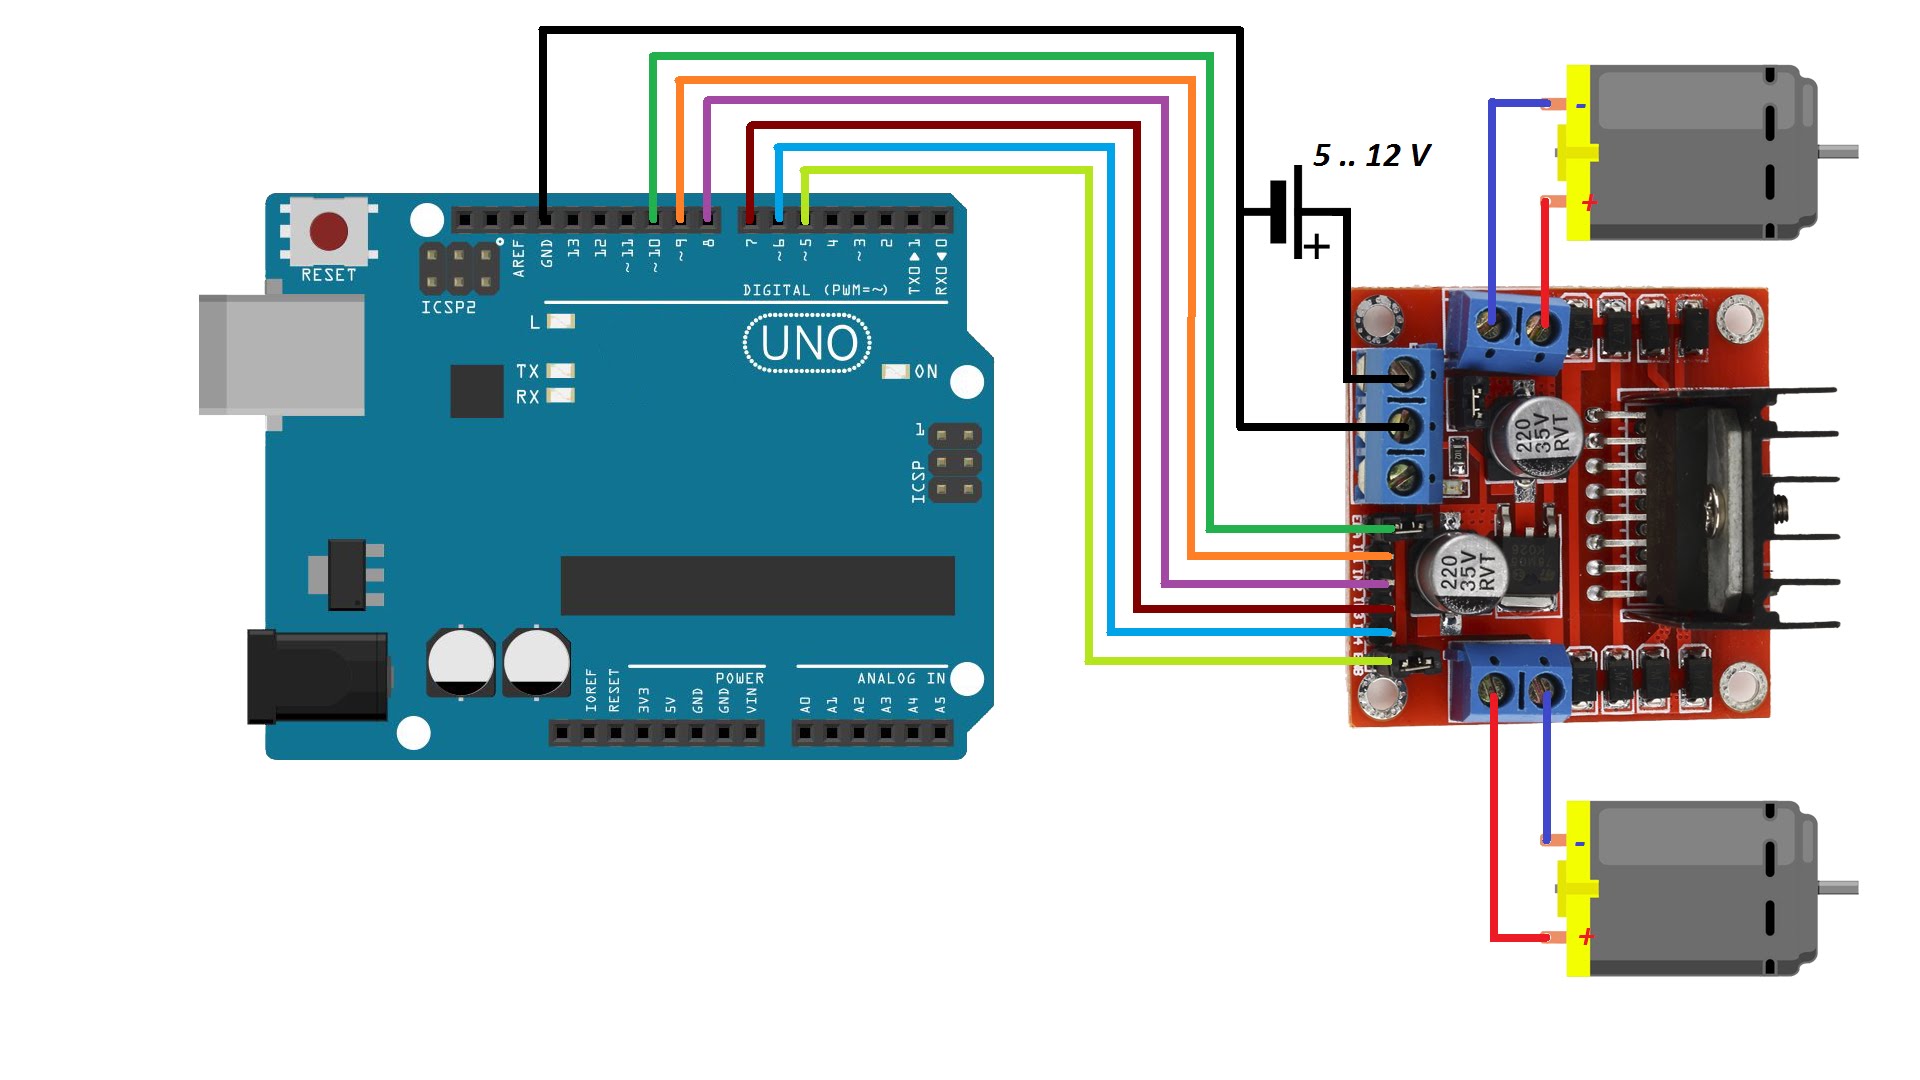 5 .. 12 V
+
-
+
RESET
ICSP2
AREF
GND
13
12
~11
~10
~9
8
7
~6
~5
4
~3
2
TX0 ▶ 1
RX0 ◀ 0
DIGITAL (PWM=~)
L
TX
RX
UNO
ON
1
ICSP
220
35V
RVT
220
35V
RVT
IOREF
RESET
3V3
5V
GND
GND
VIN
POWER
A0
A1
A2
A3
A4
A5
ANALOG IN
-
+